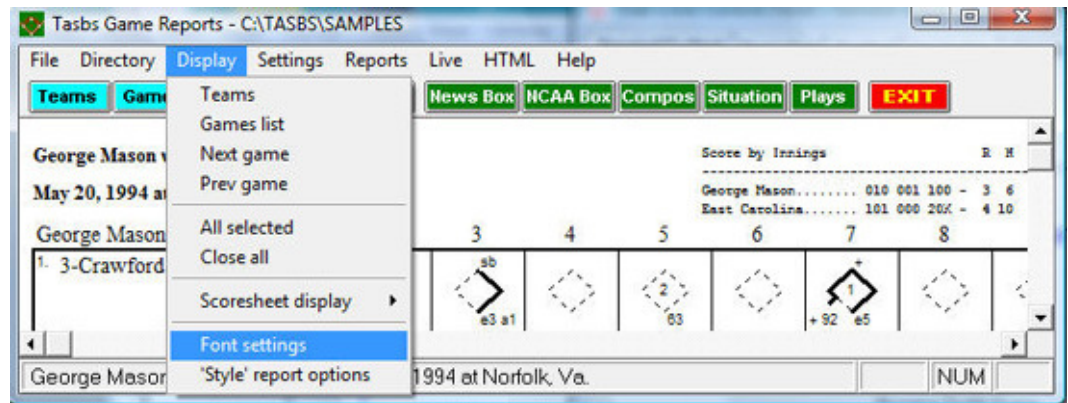 Tasbs Game Reports - C:\TASBS\SAMPLES
File Directory Display Settings Reports Live HTML Help
Teams Game News Box NCAA Box Compos Situation Plays EXIT
Teams
Games list
Next game
Prev game
All selected
Close all
Scoresheet display
Font settings
'Style' report options
George Mason v
Score by Innings R H
May 20, 1994 at
George Mason........ 010 001 100 - 3 6
East Carolina....... 101 000 20X - 4 10
George Mason 3 4 5 6 7 8
1. 3-Crawford
sb +
2 1
e3 a1 63 + 92 e5
George Mason 1994 at Norfolk, Va. NUM